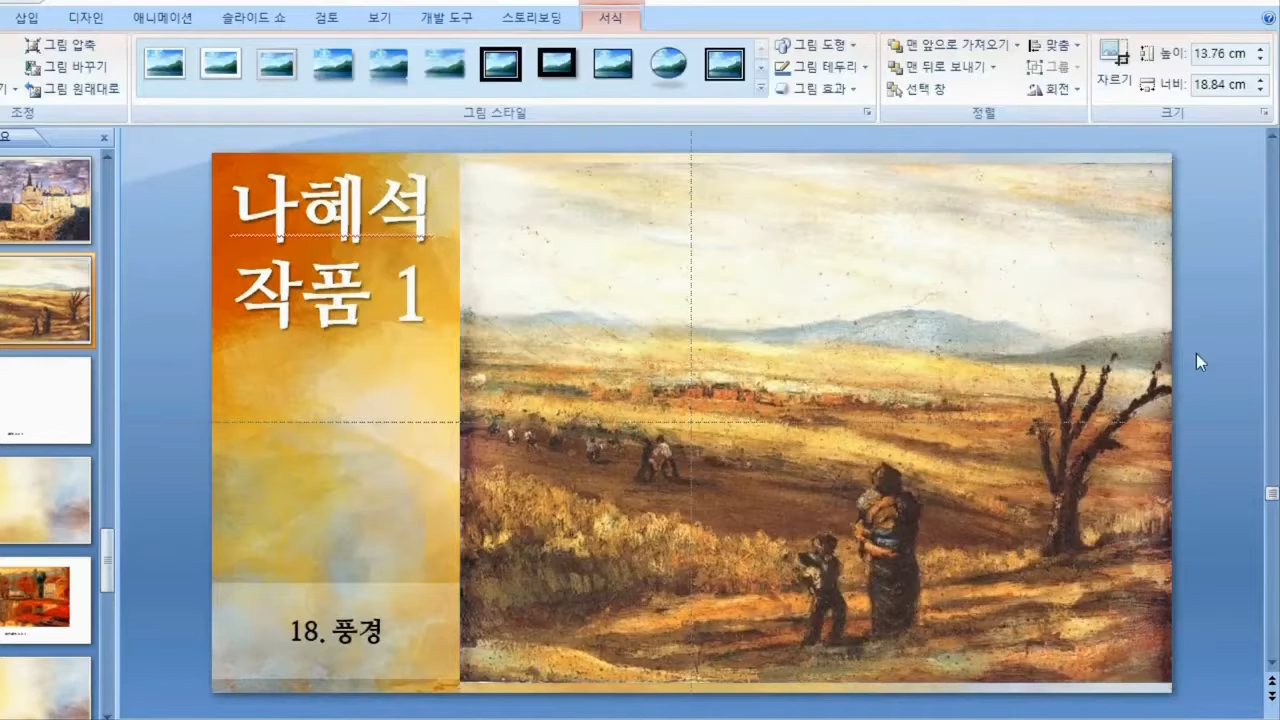 삽입 디자인 애니메이션 슬라이드 쇼 검토 보기 개발 도구 스토리보딩 서식
그림 압축
그림 바꾸기
그림 원래대로
조정
그림 도형
그림 테두리
그림 효과
그림 스타일
맨 앞으로 가져오기
맨 뒤로 보내기
선택 창
맞춤
그룹
회전
정렬
자르기
높이: 13.76 cm
너비: 18.84 cm
크기
나혜석
작품 1
18. 풍경